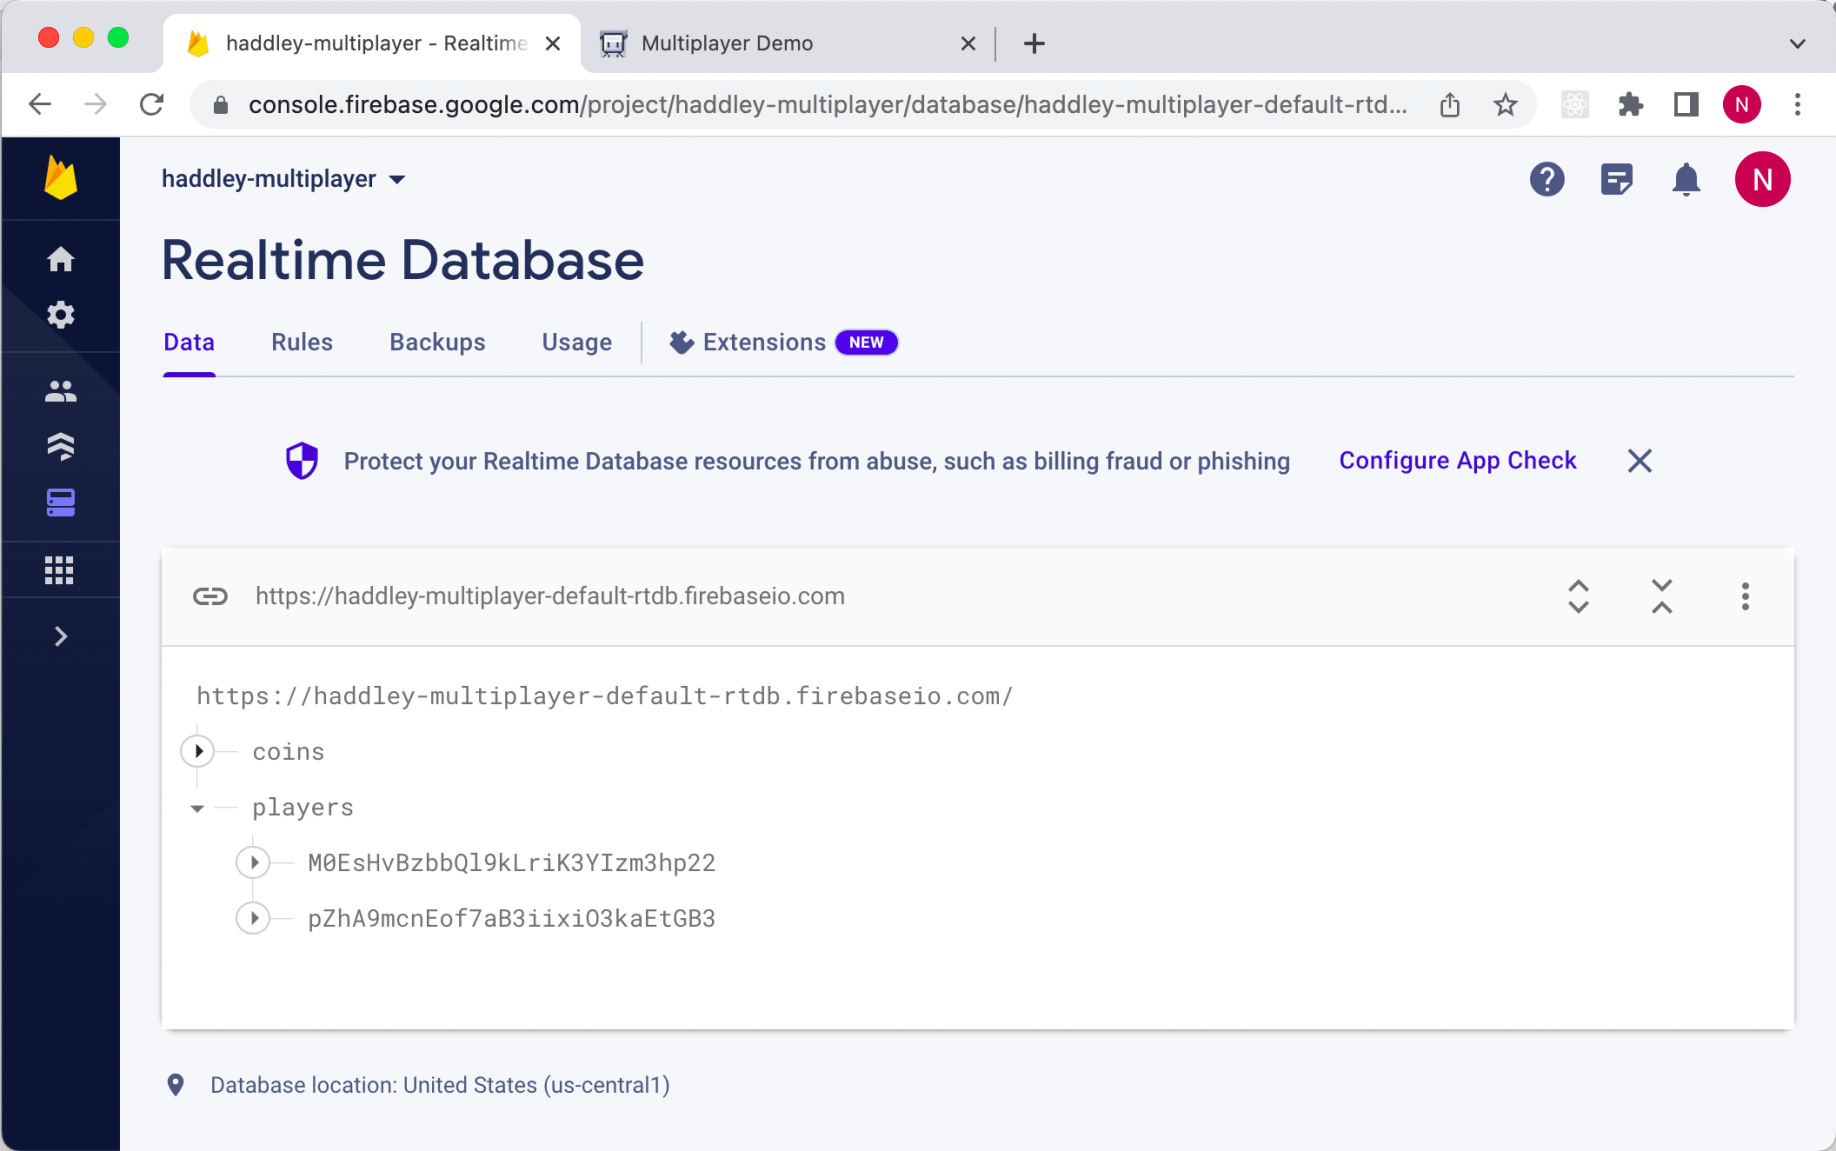 haddley-multiplayer - Realtime
Multiplayer Demo
console.firebase.google.com/project/haddley-multiplayer/database/haddley-multiplayer-default-rtd...
N
haddley-multiplayer
N
Realtime Database
Data
Rules
Backups
Usage
Extensions
NEW
Protect your Realtime Database resources from abuse, such as billing fraud or phishing
Configure App Check
https://haddley-multiplayer-default-rtdb.firebaseio.com
https://haddley-multiplayer-default-rtdb.firebaseio.com/
coins
players
M0EsHvBzbbQl9kLriK3YIzm3hp22
pZhA9mcnEof7aB3iixiO3kaEtGB3
Database location: United States (us-central1)